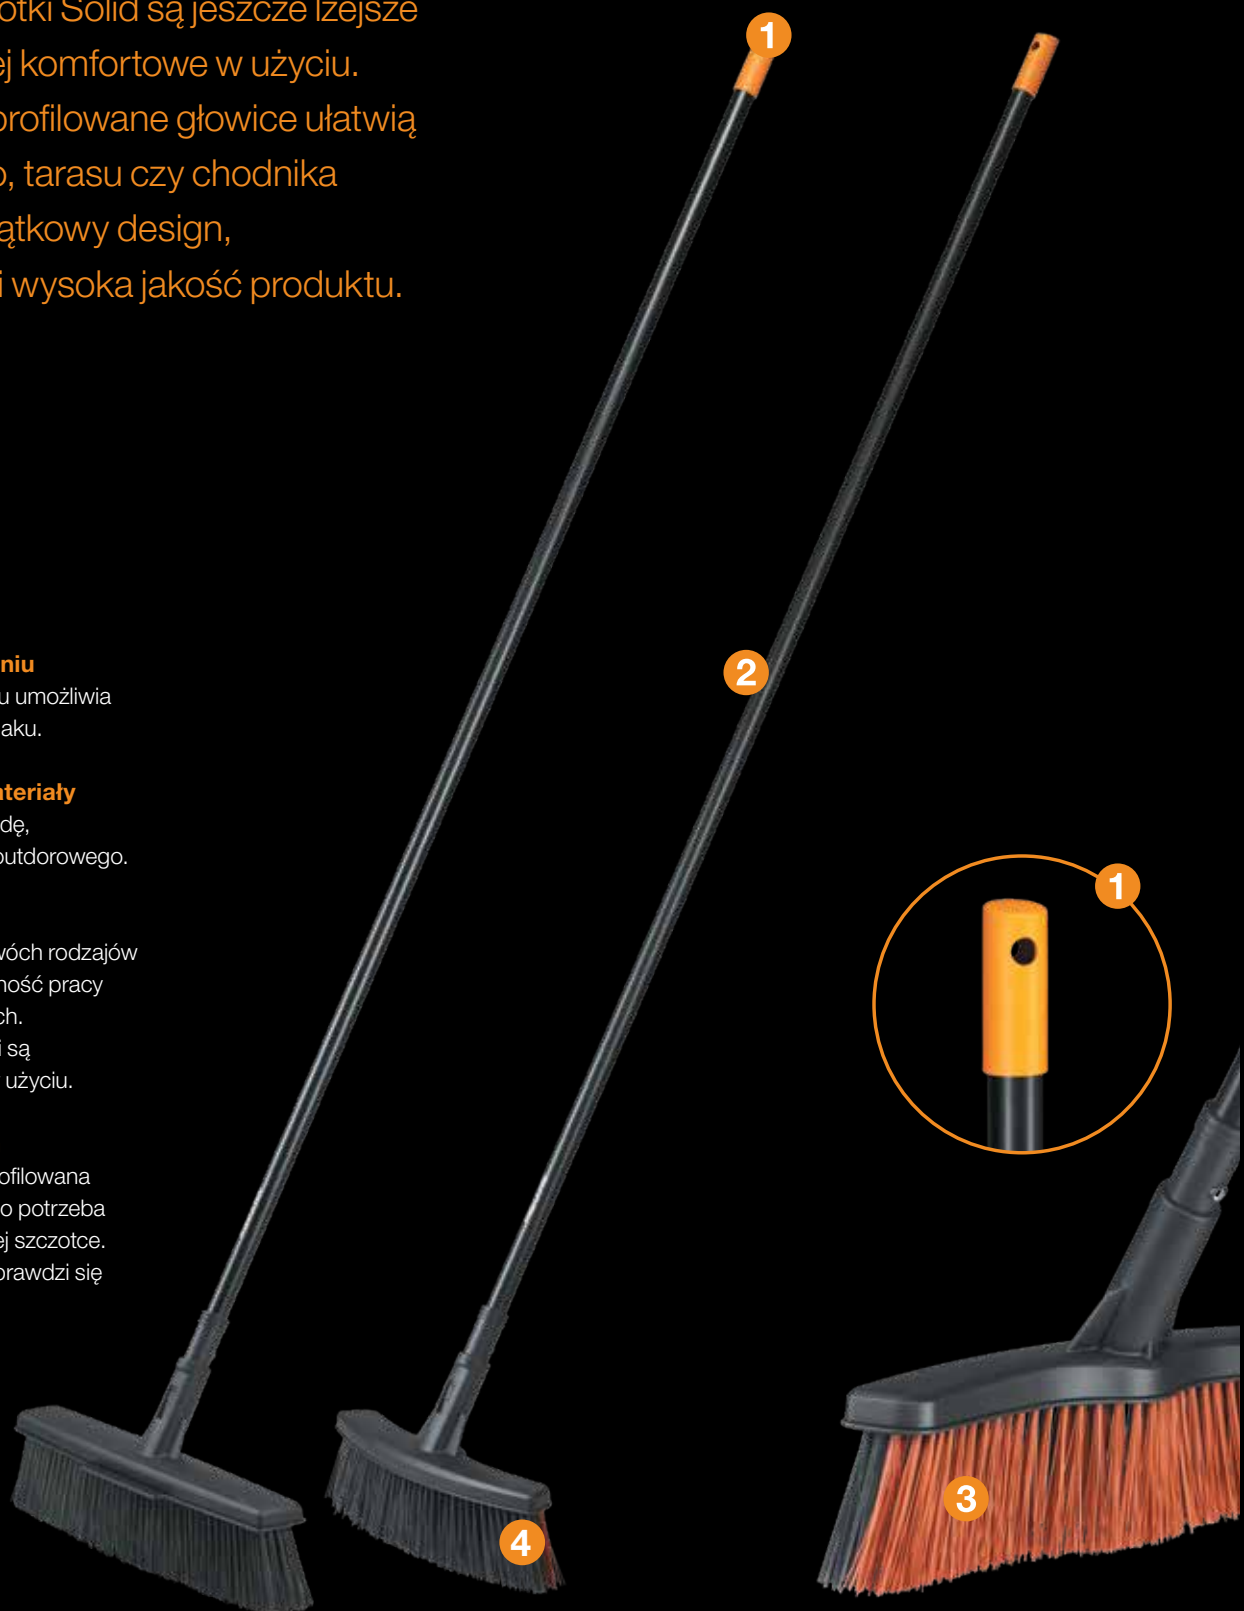 otki Solid są jeszcze lżejsze
ej komfortowe w użyciu.
profilowane głowice ułatwią
o, tarasu czy chodnika
ątkowy design,
i wysoka jakość produktu.
niu
u umożliwia
aku.
ateriały
dę,
outdorowego.
wóch rodzajów
ność pracy
ch.
i są
użyciu.
ofilowana
o potrzeba
ej szczotce.
prawdzi się
1
2
1
3
4